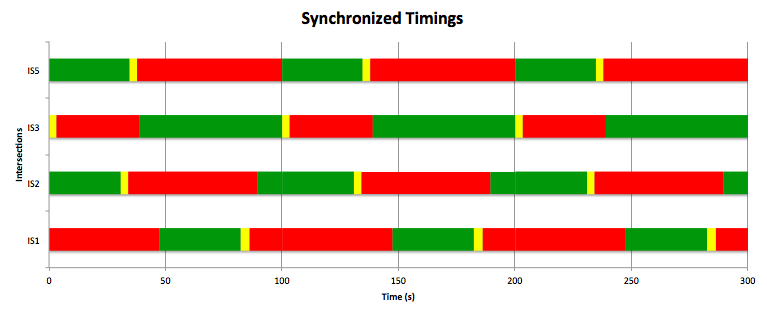 Synchronized Timings
Intersections
IS5
IS3
IS2
IS1
0 50 100 150 200 250 300
Time (s)